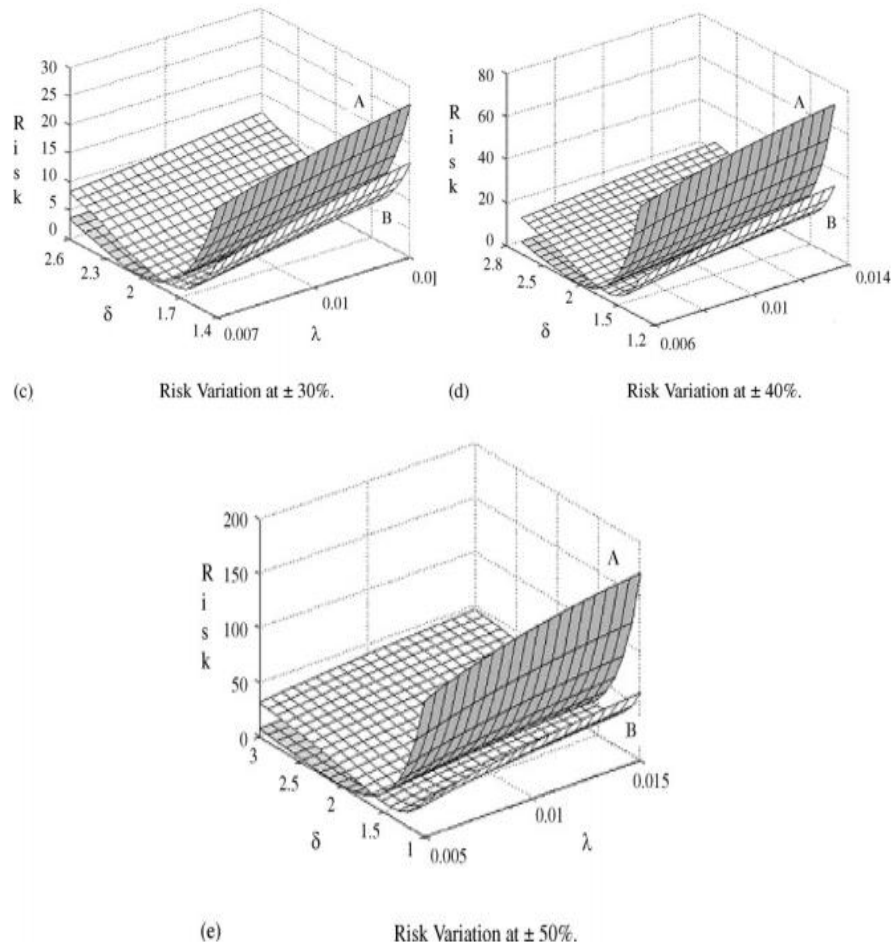 30
25
20
15
10
5
0
R
i
s
k
A
B
2.6
2.3
2
1.7
1.4
δ
0.007
0.01
0.0]
λ
(c) Risk Variation at ± 30%.
80
60
40
20
0
R
i
s
k
A
B
2.8
2.5
2
1.5
1.2
δ
0.006
0.01
0.014
λ
(d) Risk Variation at ± 40%.
200
150
100
50
0
R
i
s
k
A
B
3
2.5
2
1.5
1
δ
0.005
0.01
0.015
λ
(e) Risk Variation at ± 50%.